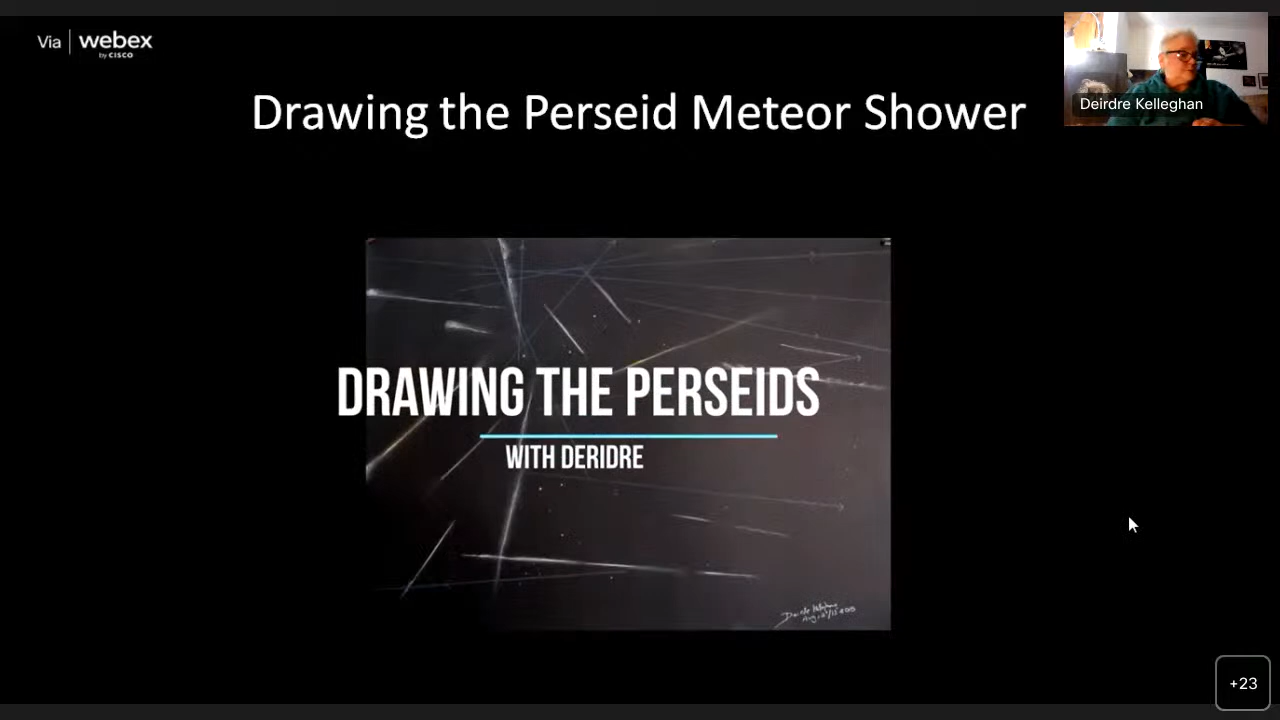 Via webex
by CISCO
Drawing the Perseid Meteor Shower
Deirdre Kelleghan
DRAWING THE PERSEIDS
WITH DERIDRE
+23